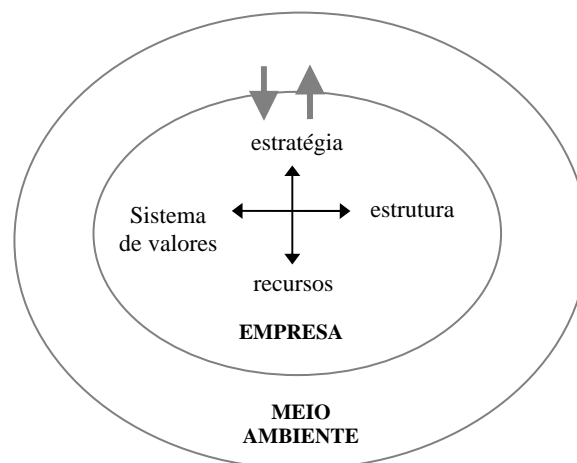 estratégia
Sistema
de valores
estrutura
recursos
EMPRESA
MEIO
AMBIENTE